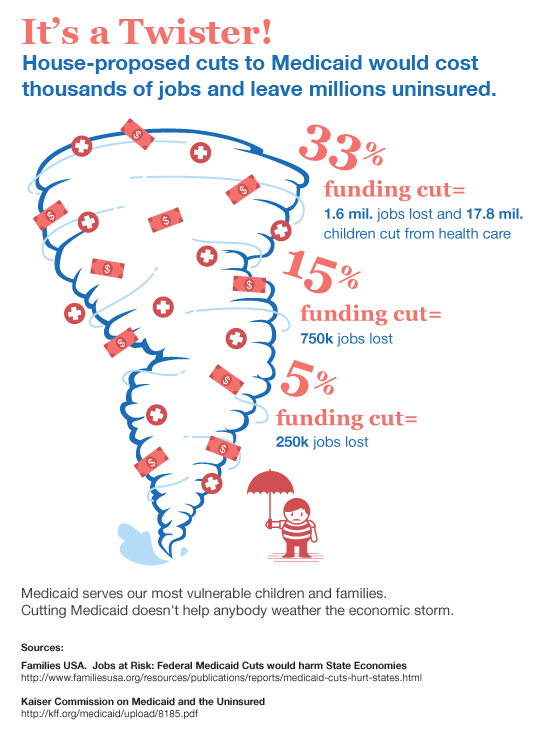 It's a Twister!
House-proposed cuts to Medicaid would cost
thousands of jobs and leave millions uninsured.
33%
funding cut=
1.6 mil. jobs lost and 17.8 mil.
children cut from health care
15%
funding cut=
750k jobs lost
5%
funding cut=
250k jobs lost
$
$
$
$
$
$
$
$
$
$
Medicaid serves our most vulnerable children and families.
Cutting Medicaid doesn't help anybody weather the economic storm.
Sources:
Families USA.  Jobs at Risk: Federal Medicaid Cuts would harm State Economies
http://www.familiesusa.org/resources/publications/reports/medicaid-cuts-hurt-states.html
Kaiser Commission on Medicaid and the Uninsured
http://kff.org/medicaid/upload/8185.pdf